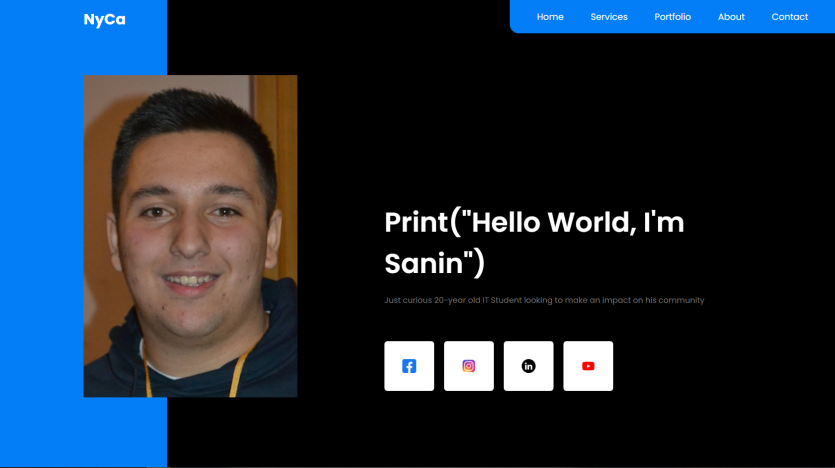 NyCa
Home Services Portfolio About Contact
Print("Hello World, I'm
Sanin")
Just curious 20-year old IT Student looking to make an impact on his community
in